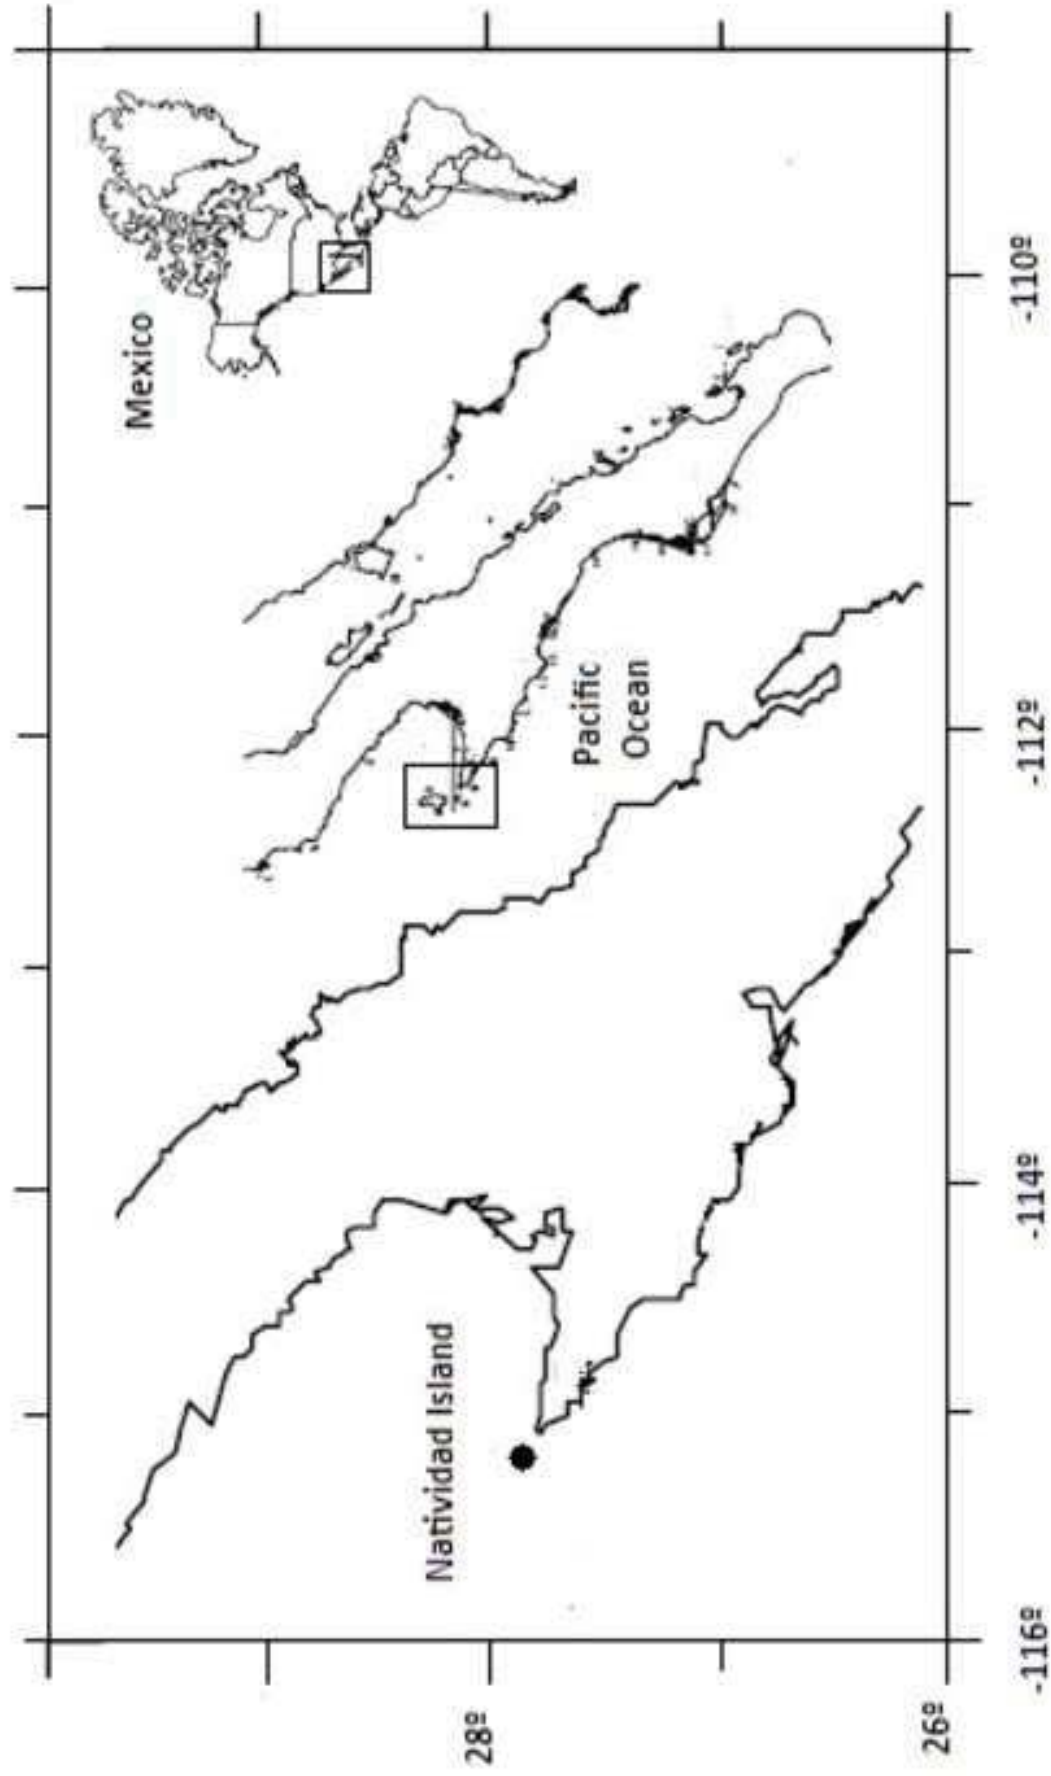 Mexico
Natividad Island
Pacific
Ocean
28º
26º
-116º
-114º
-112º
-110º